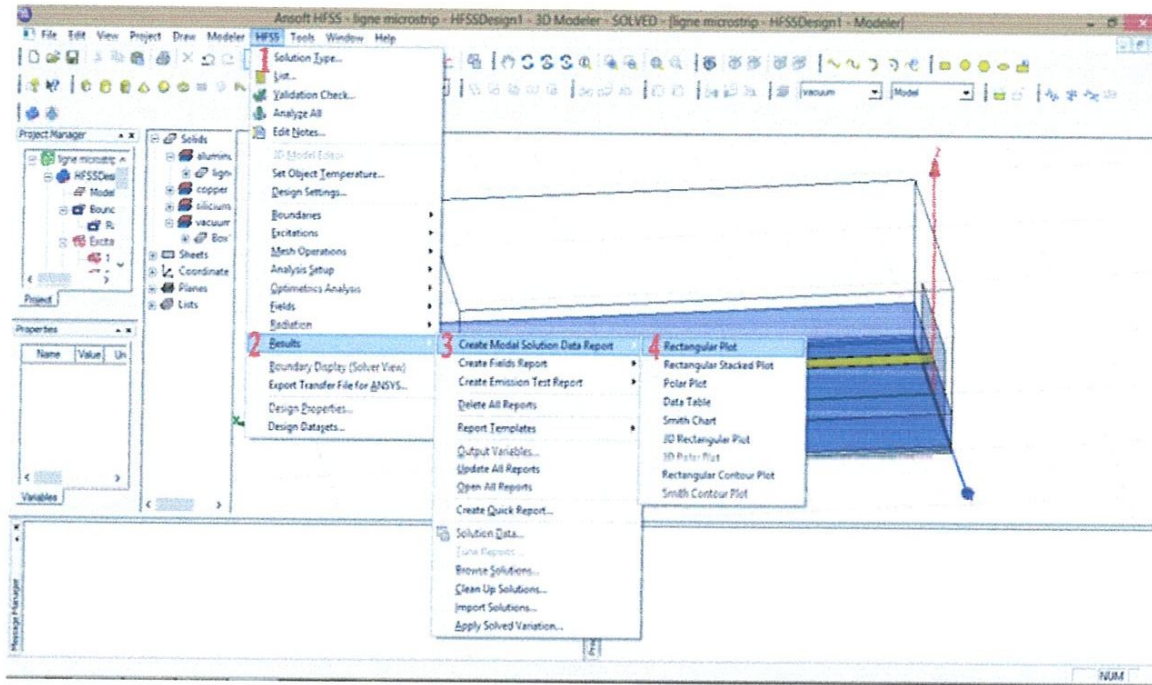 Ansoft HFSS - ligne microstrip - HFSSDesign1 - 3D Modeler - SOLVED - [ligne microstrip - HFSSDesign1 - Modeler]
File Edit View Project Draw Modeler HFSS Tools Window Help
1 Solution Type...
List...
Validation Check...
Analyze All
Edit Notes...
3D Model Editor
Set Object Temperature...
Design Settings...
Boundaries
Excitations
Mesh Operations
Analysis Setup
Optimetrics Analysis
Fields
Radiation
2 Results
Boundary Display (Solver View)
Export Transfer File for ANSYS...
Design Properties...
Design Datasets...
3 Create Modal Solution Data Report
Create Fields Report
Create Emission Test Report
Delete All Reports
Report Templates
Output Variables...
Update All Reports
Open All Reports
Create Quick Report...
Solution Data...
Tune Reports ...
Browse Solutions...
Clean Up Solutions...
Import Solutions...
Apply Solved Variation...
4 Rectangular Plot
Rectangular Stacked Plot
Polar Plot
Data Table
Smith Chart
3D Rectangular Plot
3D Polar Plot
Rectangular Contour Plot
Smith Contour Plot
vacuum
Model
Project Manager
ligne microstrip
HFSSDesi
Model
Bounc
Ra
Excita
1
Project
Properties
Name Value Un
Variables
Solids
aluminu
lign
copper
silicium
vacuum
Box
Sheets
Coordinate
Planes
Lists
Z
Message Manager
NUM